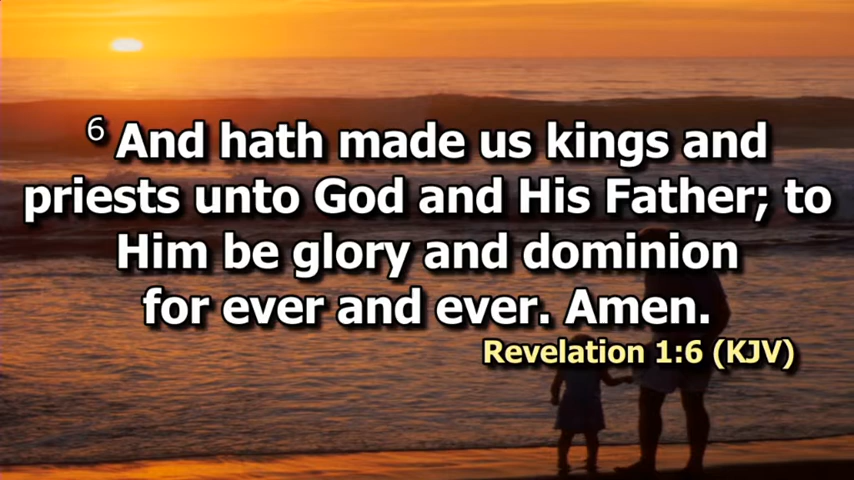 6 And hath made us kings and
priests unto God and His Father; to
Him be glory and dominion
for ever and ever. Amen.
Revelation 1:6 (KJV)